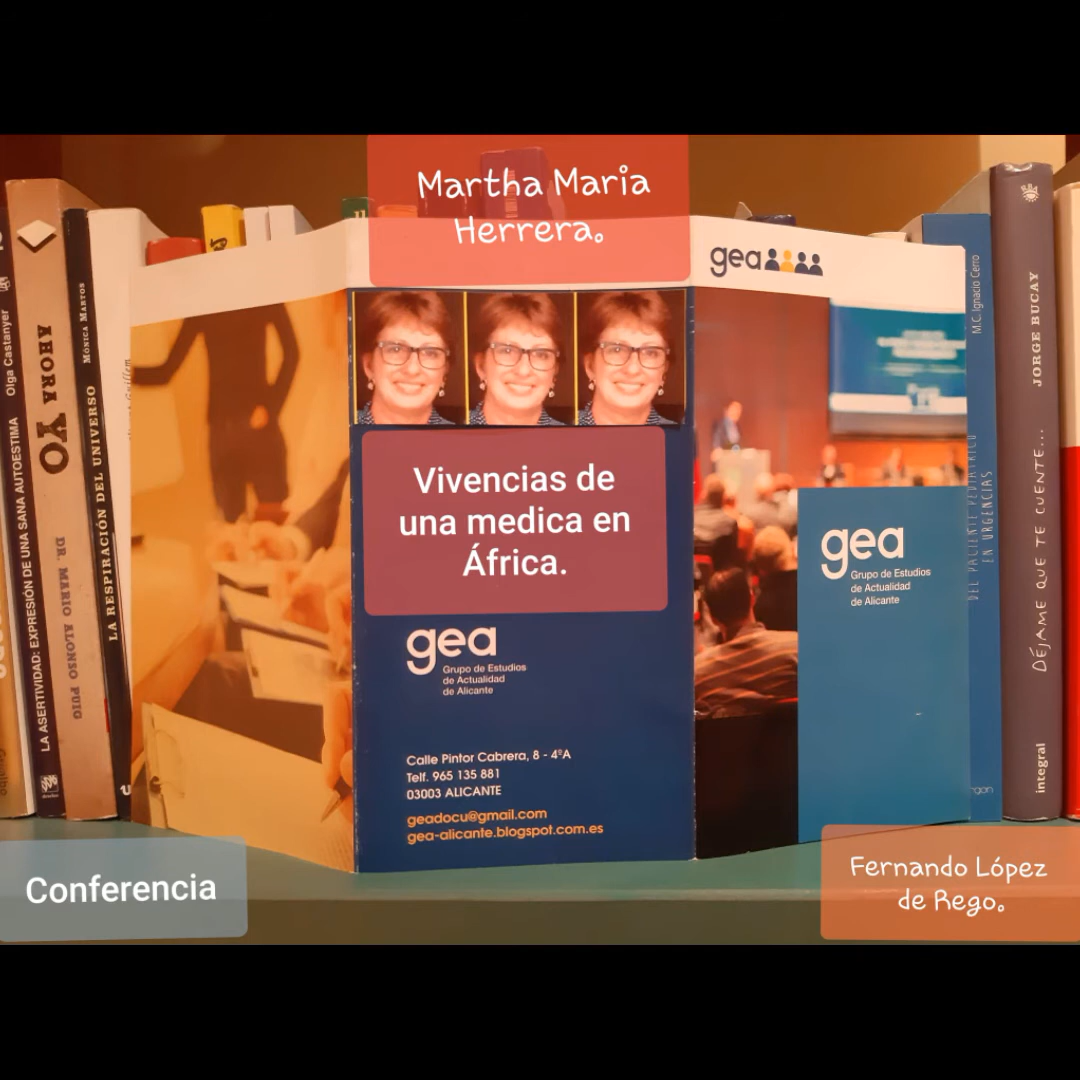 Martha Maria
Herrera.
gea
Vivencias de
una medica en
África.
gea
Grupo de Estudios
de Actualidad
de Alicante
Calle Pintor Cabrera, 8 - 4ºA
Telf. 965 135 881
03003 ALICANTE
geadocu@gmail.com
gea-alicante.blogspot.com.es
gea
Grupo de Estudios
de Actualidad
de Alicante
Conferencia
Fernando López
de Rego.
LA ASERTIVIDAD: EXPRESIÓN DE UNA SANA AUTOESTIMA
Olga Castanyer
AHORA YO
DR. MARIO ALONSO PUIG
LA RESPIRACIÓN DEL UNIVERSO
MÓNICA MARTOS
M.C. Ignacio Cerro
DEL PACIENTE PEDIÁTRICO
EN URGENCIAS
JORGE BUCAY
DÉJAME QUE TE CUENTE...
integral